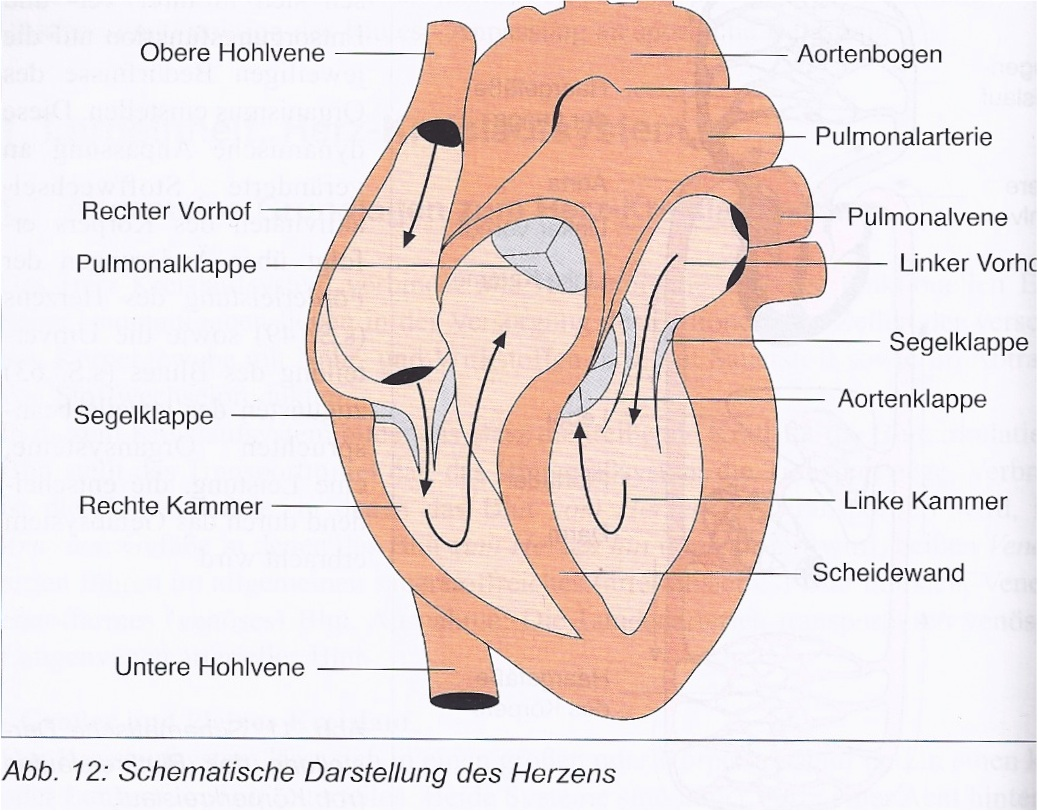 Obere Hohlvene
Aortenbogen
Pulmonalarterie
Rechter Vorhof
Pulmonalvene
Pulmonalklappe
Linker Vorho
Segelklappe
Aortenklappe
Segelklappe
Linke Kammer
Rechte Kammer
Scheidewand
Untere Hohlvene
Abb. 12: Schematische Darstellung des Herzens